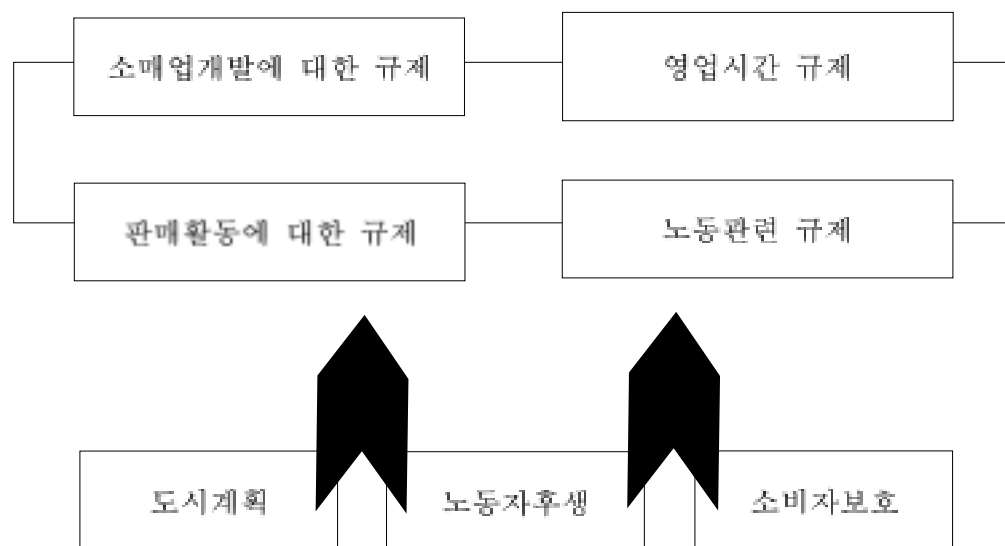 소매업개발에 대한 규제
영업시간 규제
판매활동에 대한 규제
노동관련 규제
도시계획
노동자후생
소비자보호